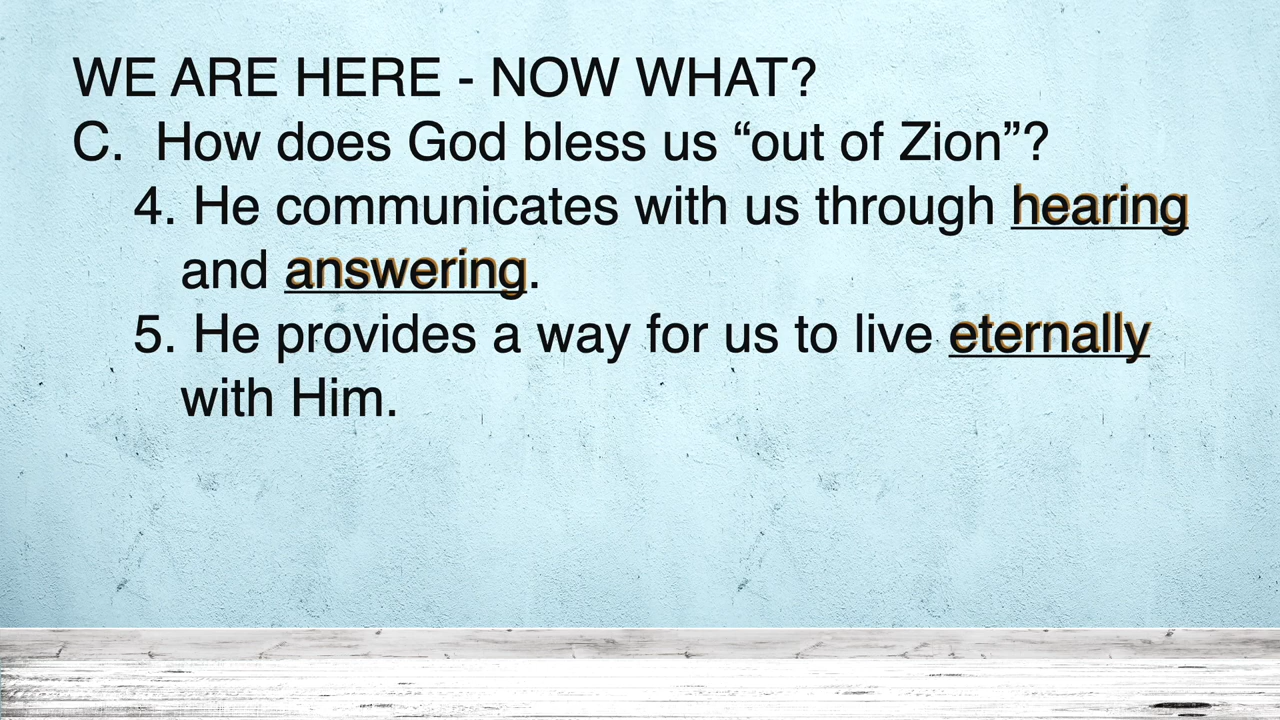 WE ARE HERE - NOW WHAT?
C. How does God bless us “out of Zion”?
4. He communicates with us through hearing
and answering.
5. He provides a way for us to live eternally
with Him.